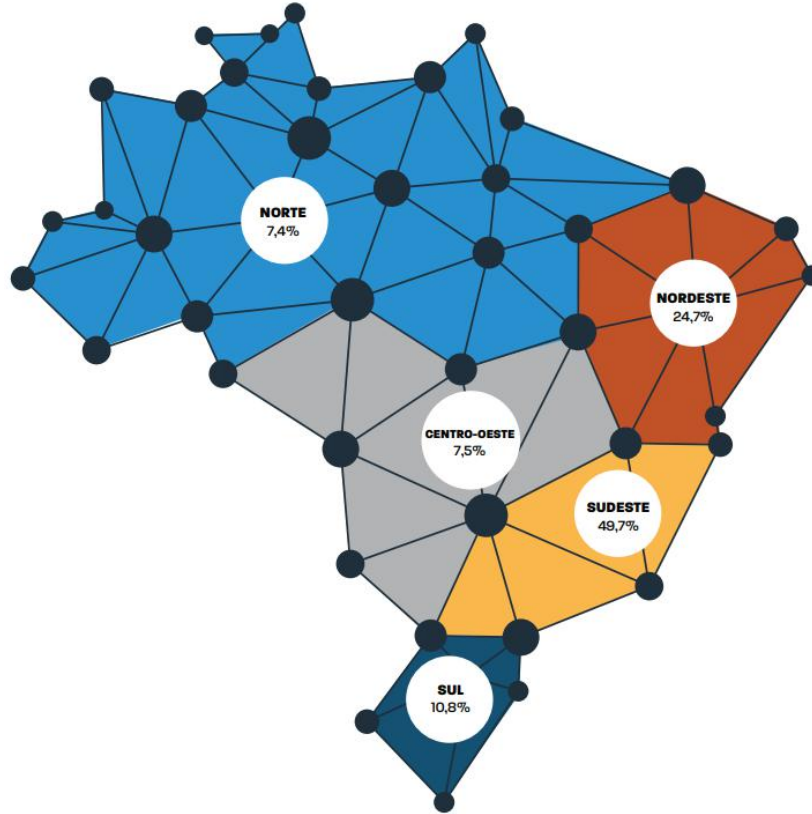 NORTE
7,4%
NORDESTE
24,7%
CENTRO-OESTE
7,5%
SUDESTE
49,7%
SUL
10,8%